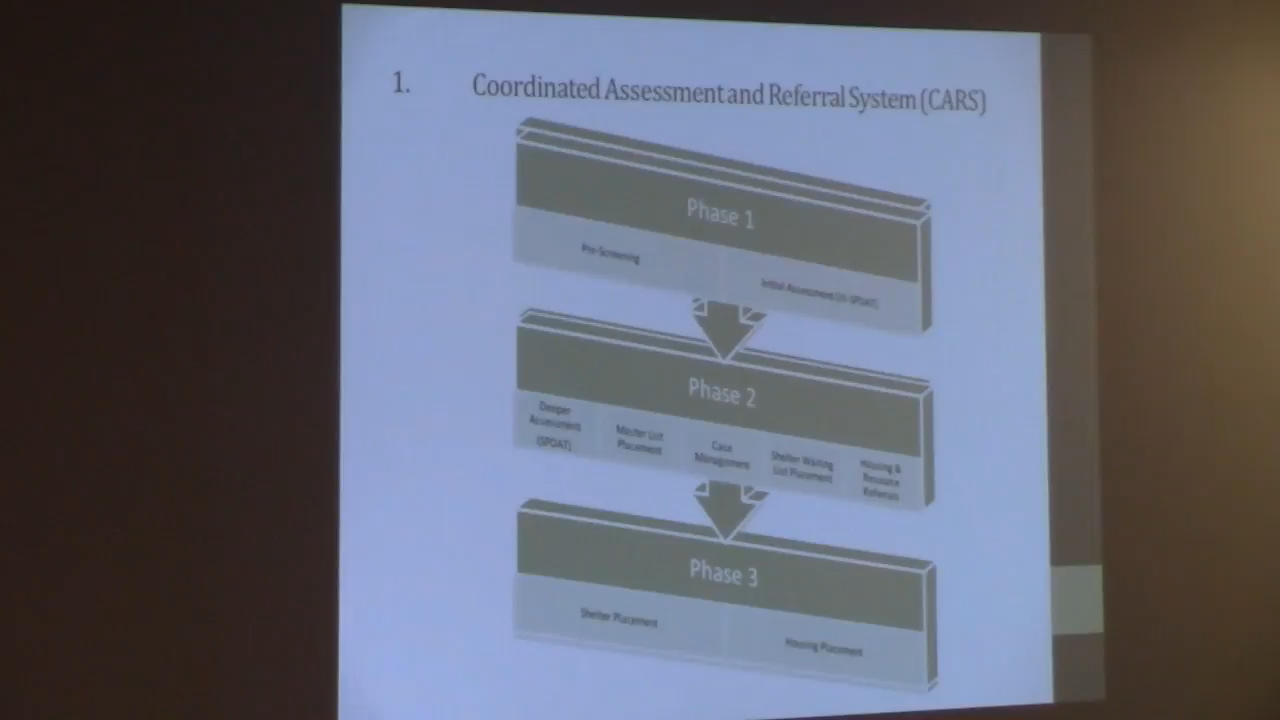 1. Coordinated Assessment and Referral System (CARS)
Phase 1
Pre-Screening
Initial Assessment (VI-SPDAT)
Phase 2
Deeper
Assessment
(SPDAT)
Master List
Placement
Case
Management
Shelter Waiting
List Placement
Housing &
Resource
Referrals
Phase 3
Shelter Placement
Housing Placement